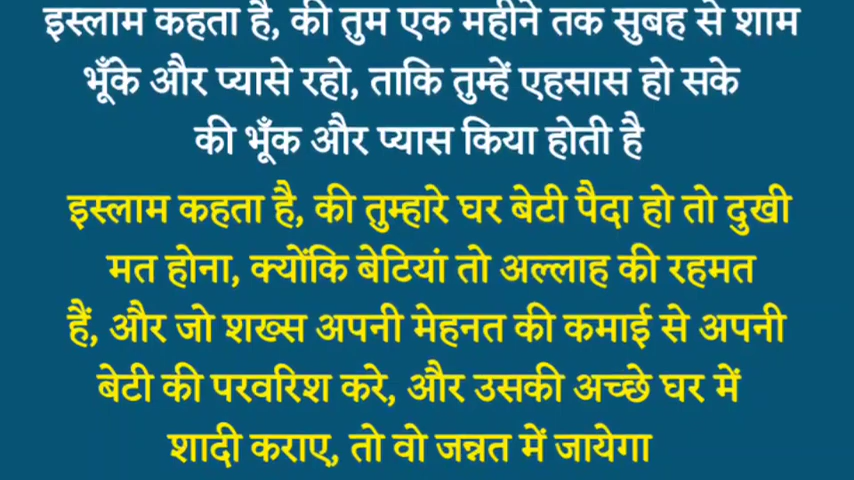 इस्लाम कहता है, की तुम एक महीने तक सुबह से शाम
भूँके और प्यासे रहो, ताकि तुम्हें एहसास हो सके
की भूँक और प्यास किया होती है
इस्लाम कहता है, की तुम्हारे घर बेटी पैदा हो तो दुखी
मत होना, क्योंकि बेटियां तो अल्लाह की रहमत
हैं, और जो शख्स अपनी मेहनत की कमाई से अपनी
बेटी की परवरिश करे, और उसकी अच्छे घर में
शादी कराए, तो वो जन्नत में जायेगा